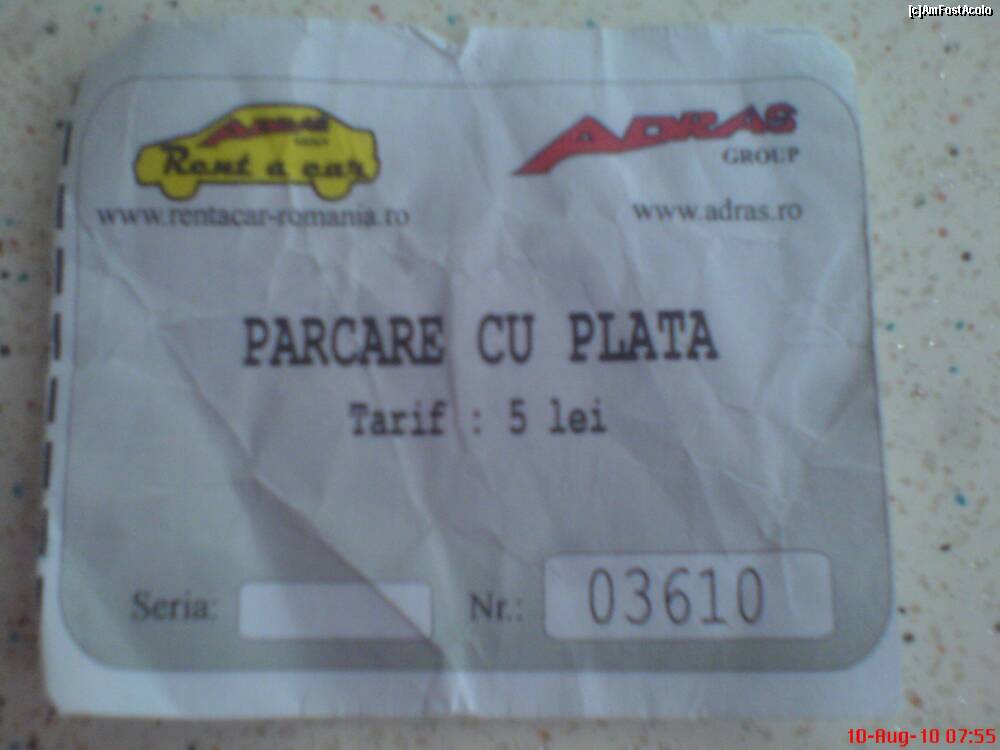 [c]AmFostAcolo
ADRAS GROUP
Rent a car
www.rentacar-romania.ro
ADRAS
GROUP
www.adras.ro
PARCARE CU PLATA
Tarif : 5 lei
Seria:
Nr.: 03610
10-Aug-10 07:55